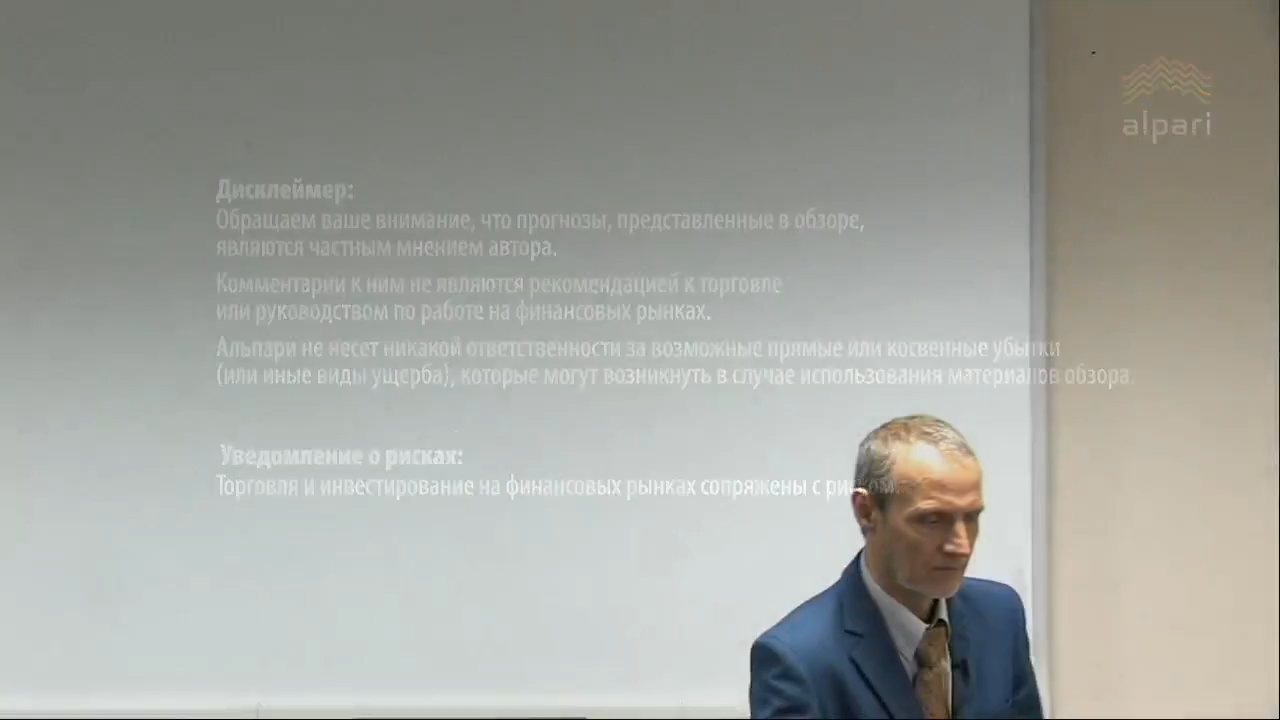 alpari
Дисклеймер:
Обращаем ваше внимание, что прогнозы, представленные в обзоре,
являются частным мнением автора.
Комментарии к ним не являются рекомендацией к торговле
или руководством по работе на финансовых рынках.
Альпари не несет никакой ответственности за возможные прямые или косвенные убытки
(или иные виды ущерба), которые могут возникнуть в случае использования материалов обзора.
Уведомление о рисках:
Торговля и инвестирование на финансовых рынках сопряжены с риском.